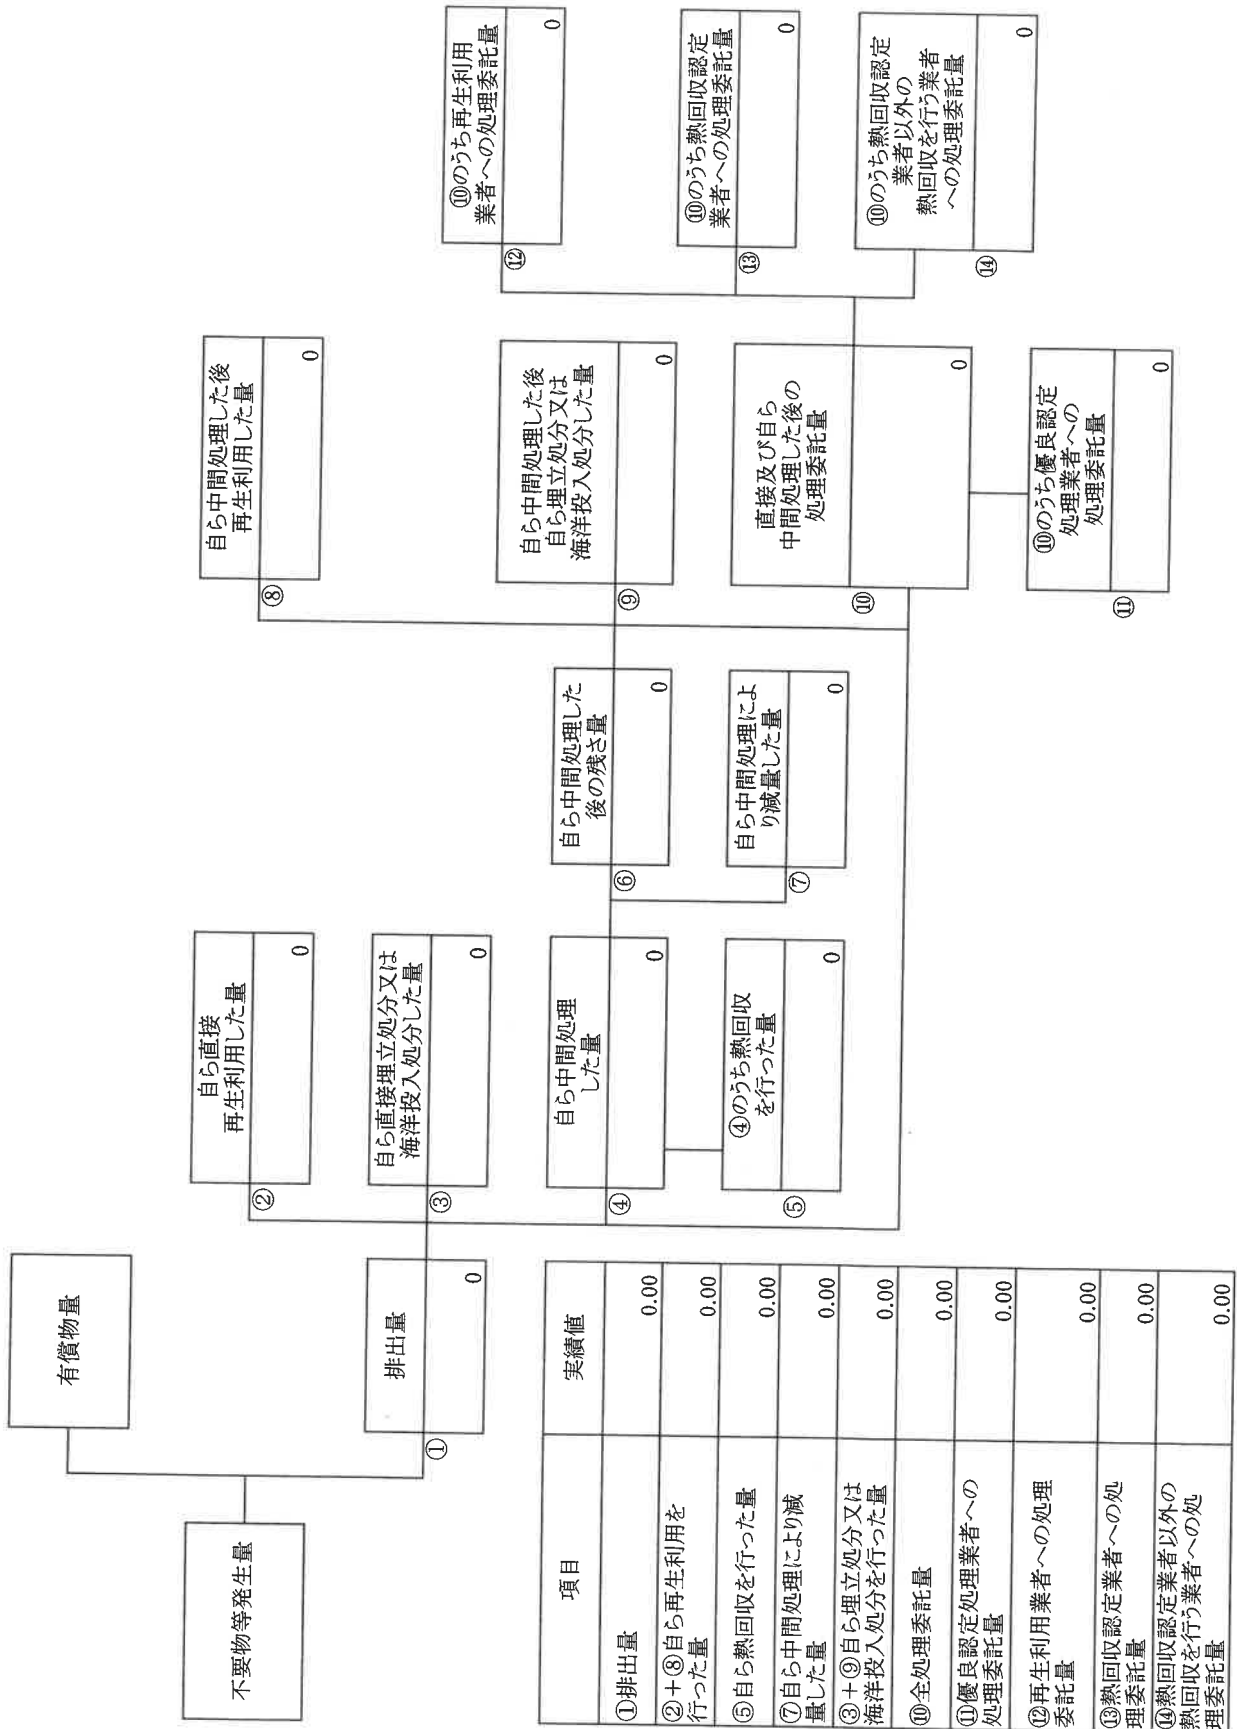 不要物等発生量
有償物量
①
排出量
0
②
自ら直接
再生利用した量
0
③
自ら直接埋立処分又は
海洋投入処分した量
0
④
自ら中間処理
した量
0
⑤
④のうち熱回収
を行った量
0
⑥
自ら中間処理した
後の残さ量
0
⑦
自ら中間処理によ
り減量した量
0
⑧
自ら中間処理した後
再生利用した量
0
⑨
自ら中間処理した後
自ら埋立処分又は
海洋投入処分した量
0
⑩
直接及び自ら
中間処理した後の
処理委託量
0
⑪
⑩のうち優良認定
処理業者への
処理委託量
0
⑫
⑩のうち再生利用
業者への処理委託量
0
⑬
⑩のうち熱回収認定
業者への処理委託量
0
⑭
⑩のうち熱回収認定
業者以外の
熱回収を行う業者
への処理委託量
0
項目 実績値
①排出量 0.00
②+⑧自ら再生利用を
行った量 0.00
⑤自ら熱回収を行った量 0.00
⑦自ら中間処理により減
量した量 0.00
③+⑨自ら埋立処分又は
海洋投入処分を行った量 0.00
⑩全処理委託量 0.00
⑪優良認定処理業者への
処理委託量 0.00
⑫再生利用業者への処理
委託量 0.00
⑬熱回収認定業者への処
理委託量 0.00
⑭熱回収認定業者以外の
熱回収を行う業者への処
理委託量 0.00